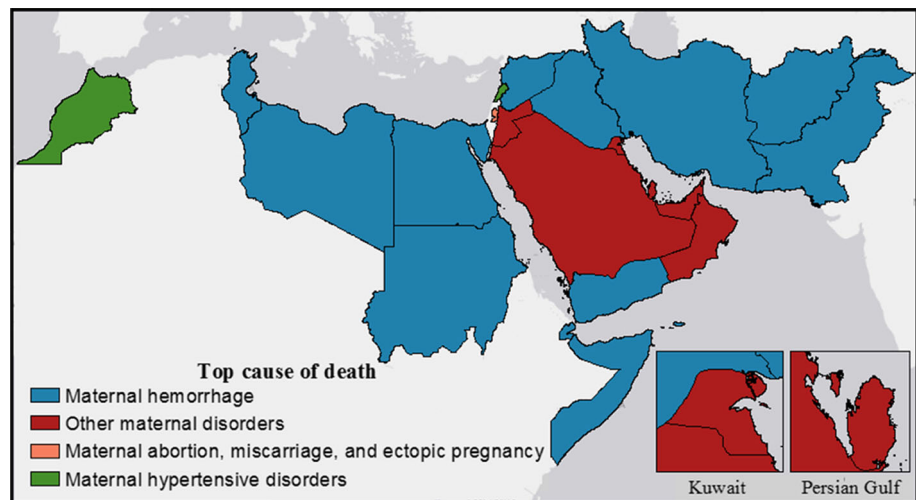 Top cause of death
Maternal hemorrhage
Other maternal disorders
Maternal abortion, miscarriage, and ectopic pregnancy
Maternal hypertensive disorders
Kuwait
Persian Gulf